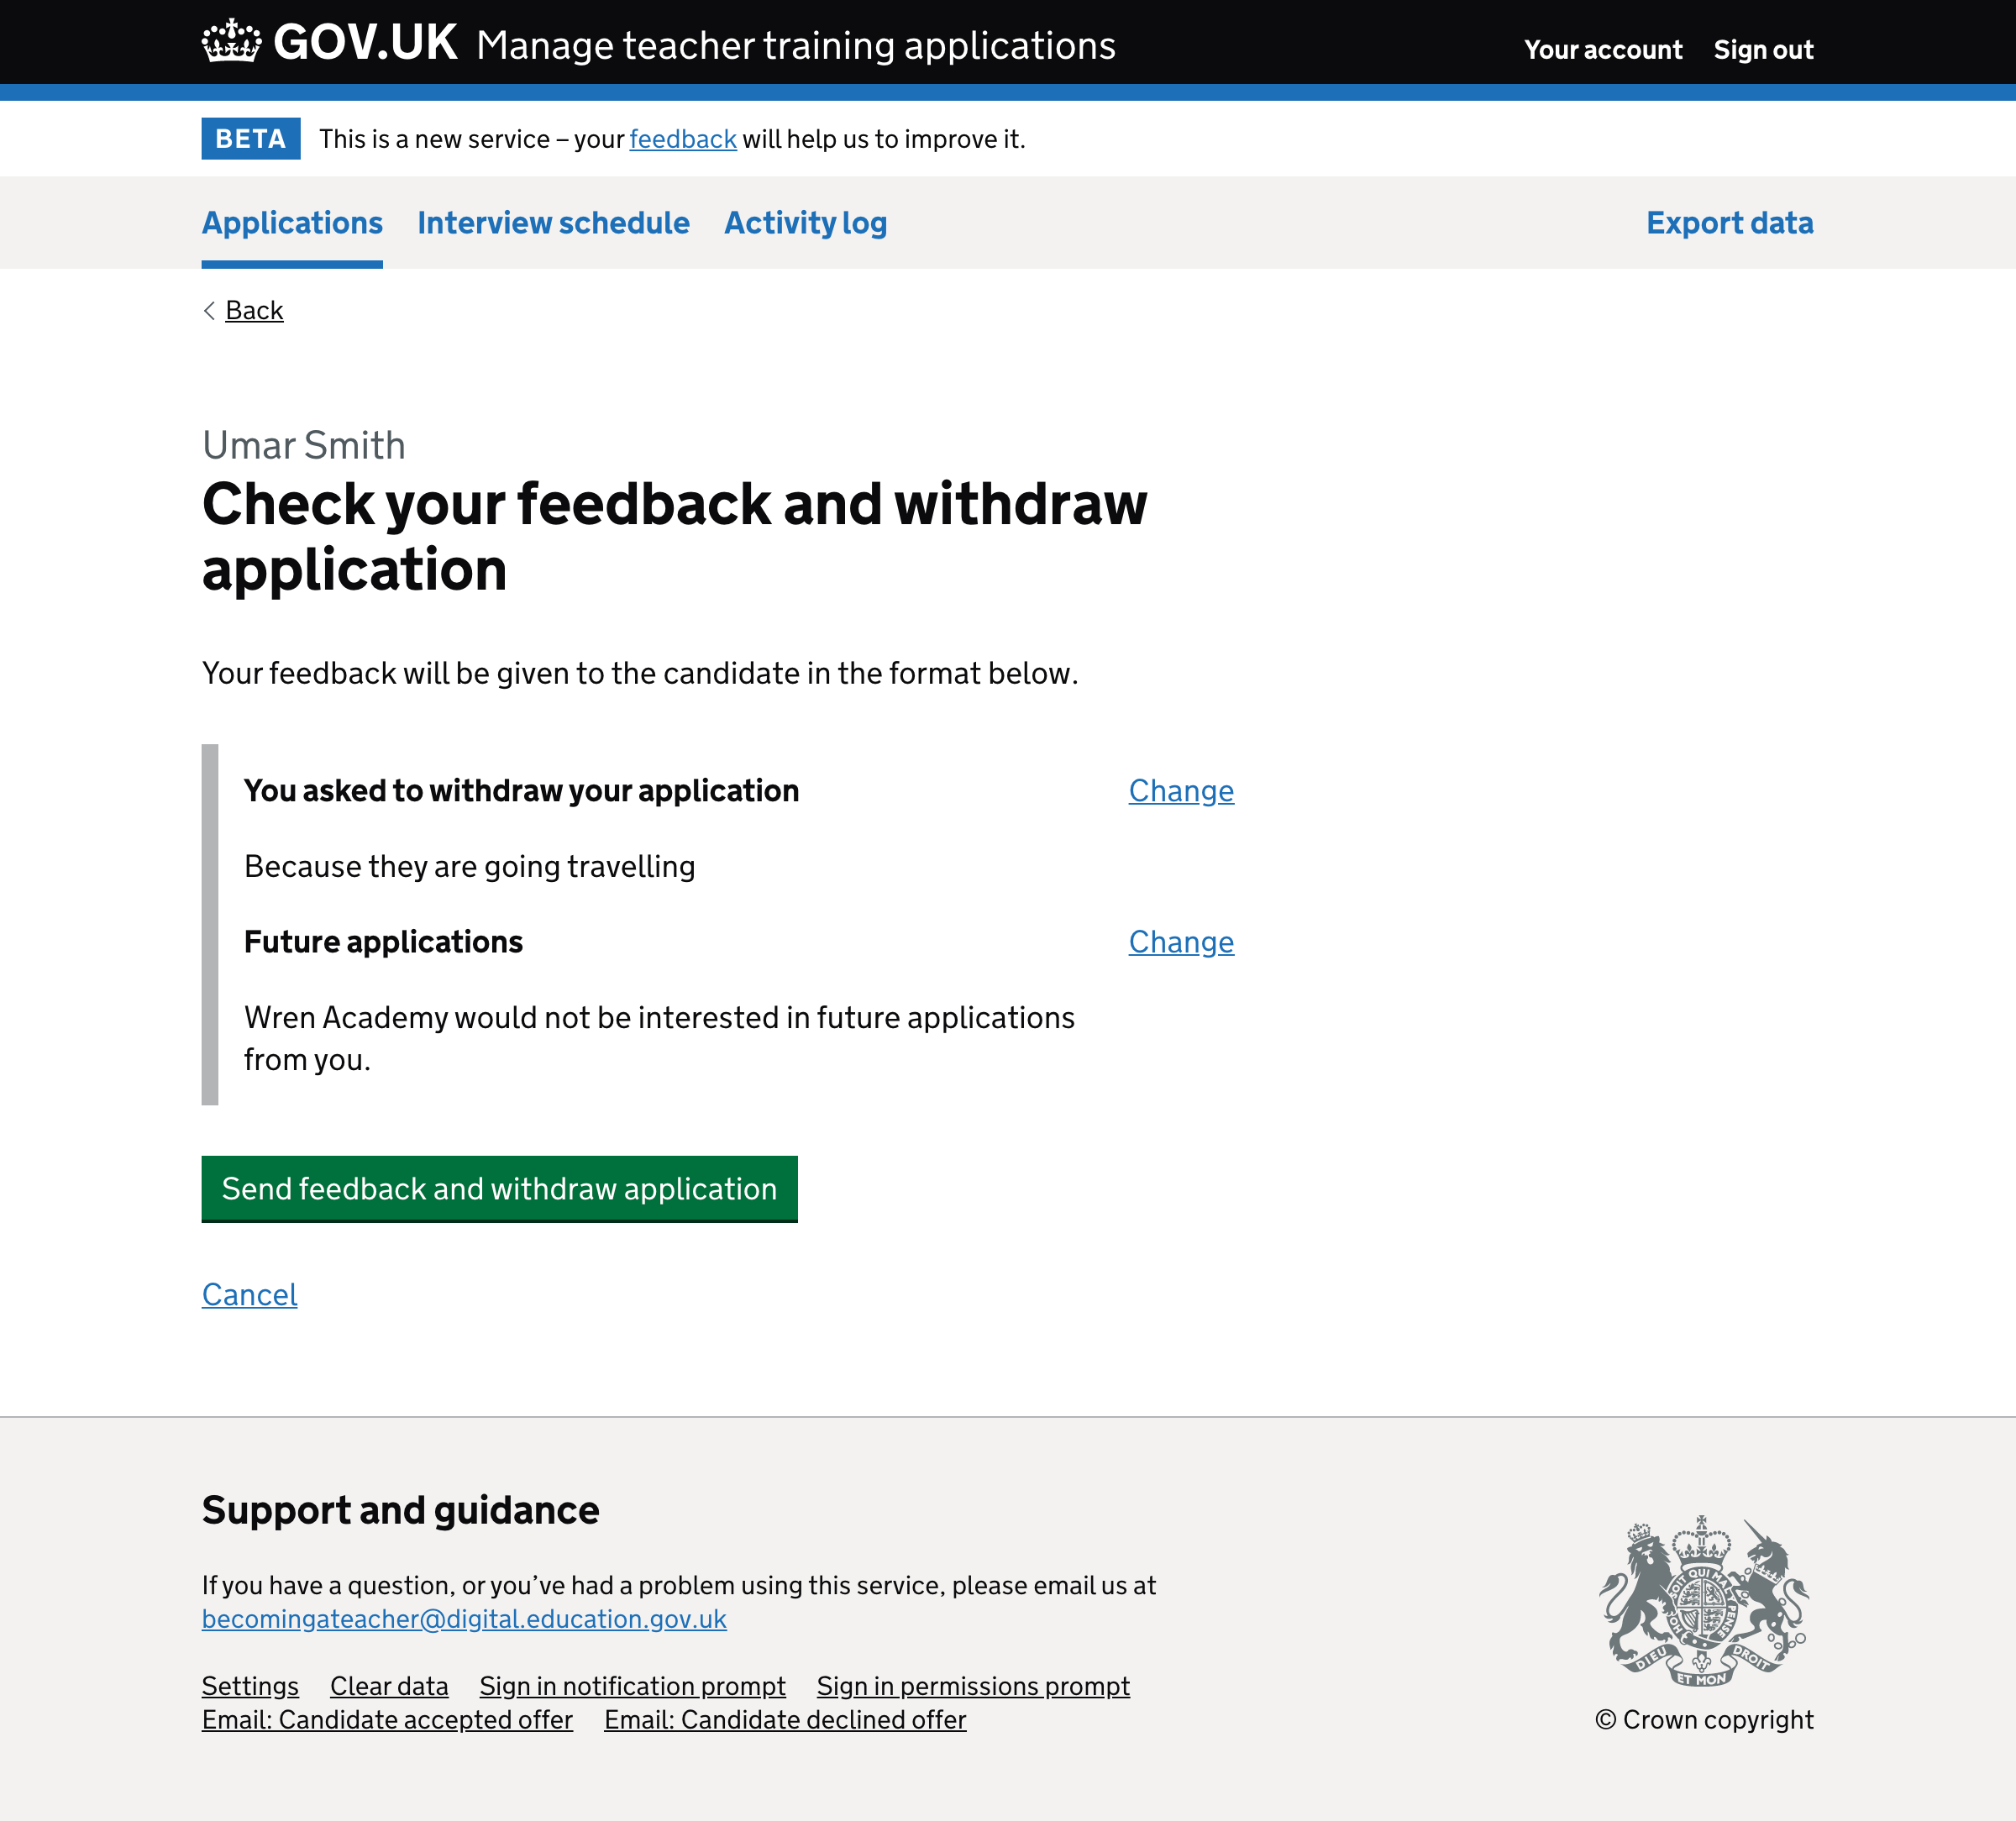 GOV.UK Manage teacher training applications Your account Sign out
BETA This is a new service – your feedback will help us to improve it.
Applications Interview schedule Activity log Export data
Back
Umar Smith
Check your feedback and withdraw
application
Your feedback will be given to the candidate in the format below.
You asked to withdraw your application Change
Because they are going travelling
Future applications Change
Wren Academy would not be interested in future applications
from you.
Send feedback and withdraw application
Cancel
Support and guidance
If you have a question, or you’ve had a problem using this service, please email us at
becomingateacher@digital.education.gov.uk
Settings Clear data Sign in notification prompt Sign in permissions prompt
Email: Candidate accepted offer Email: Candidate declined offer
DIEU ET MON DROIT
© Crown copyright